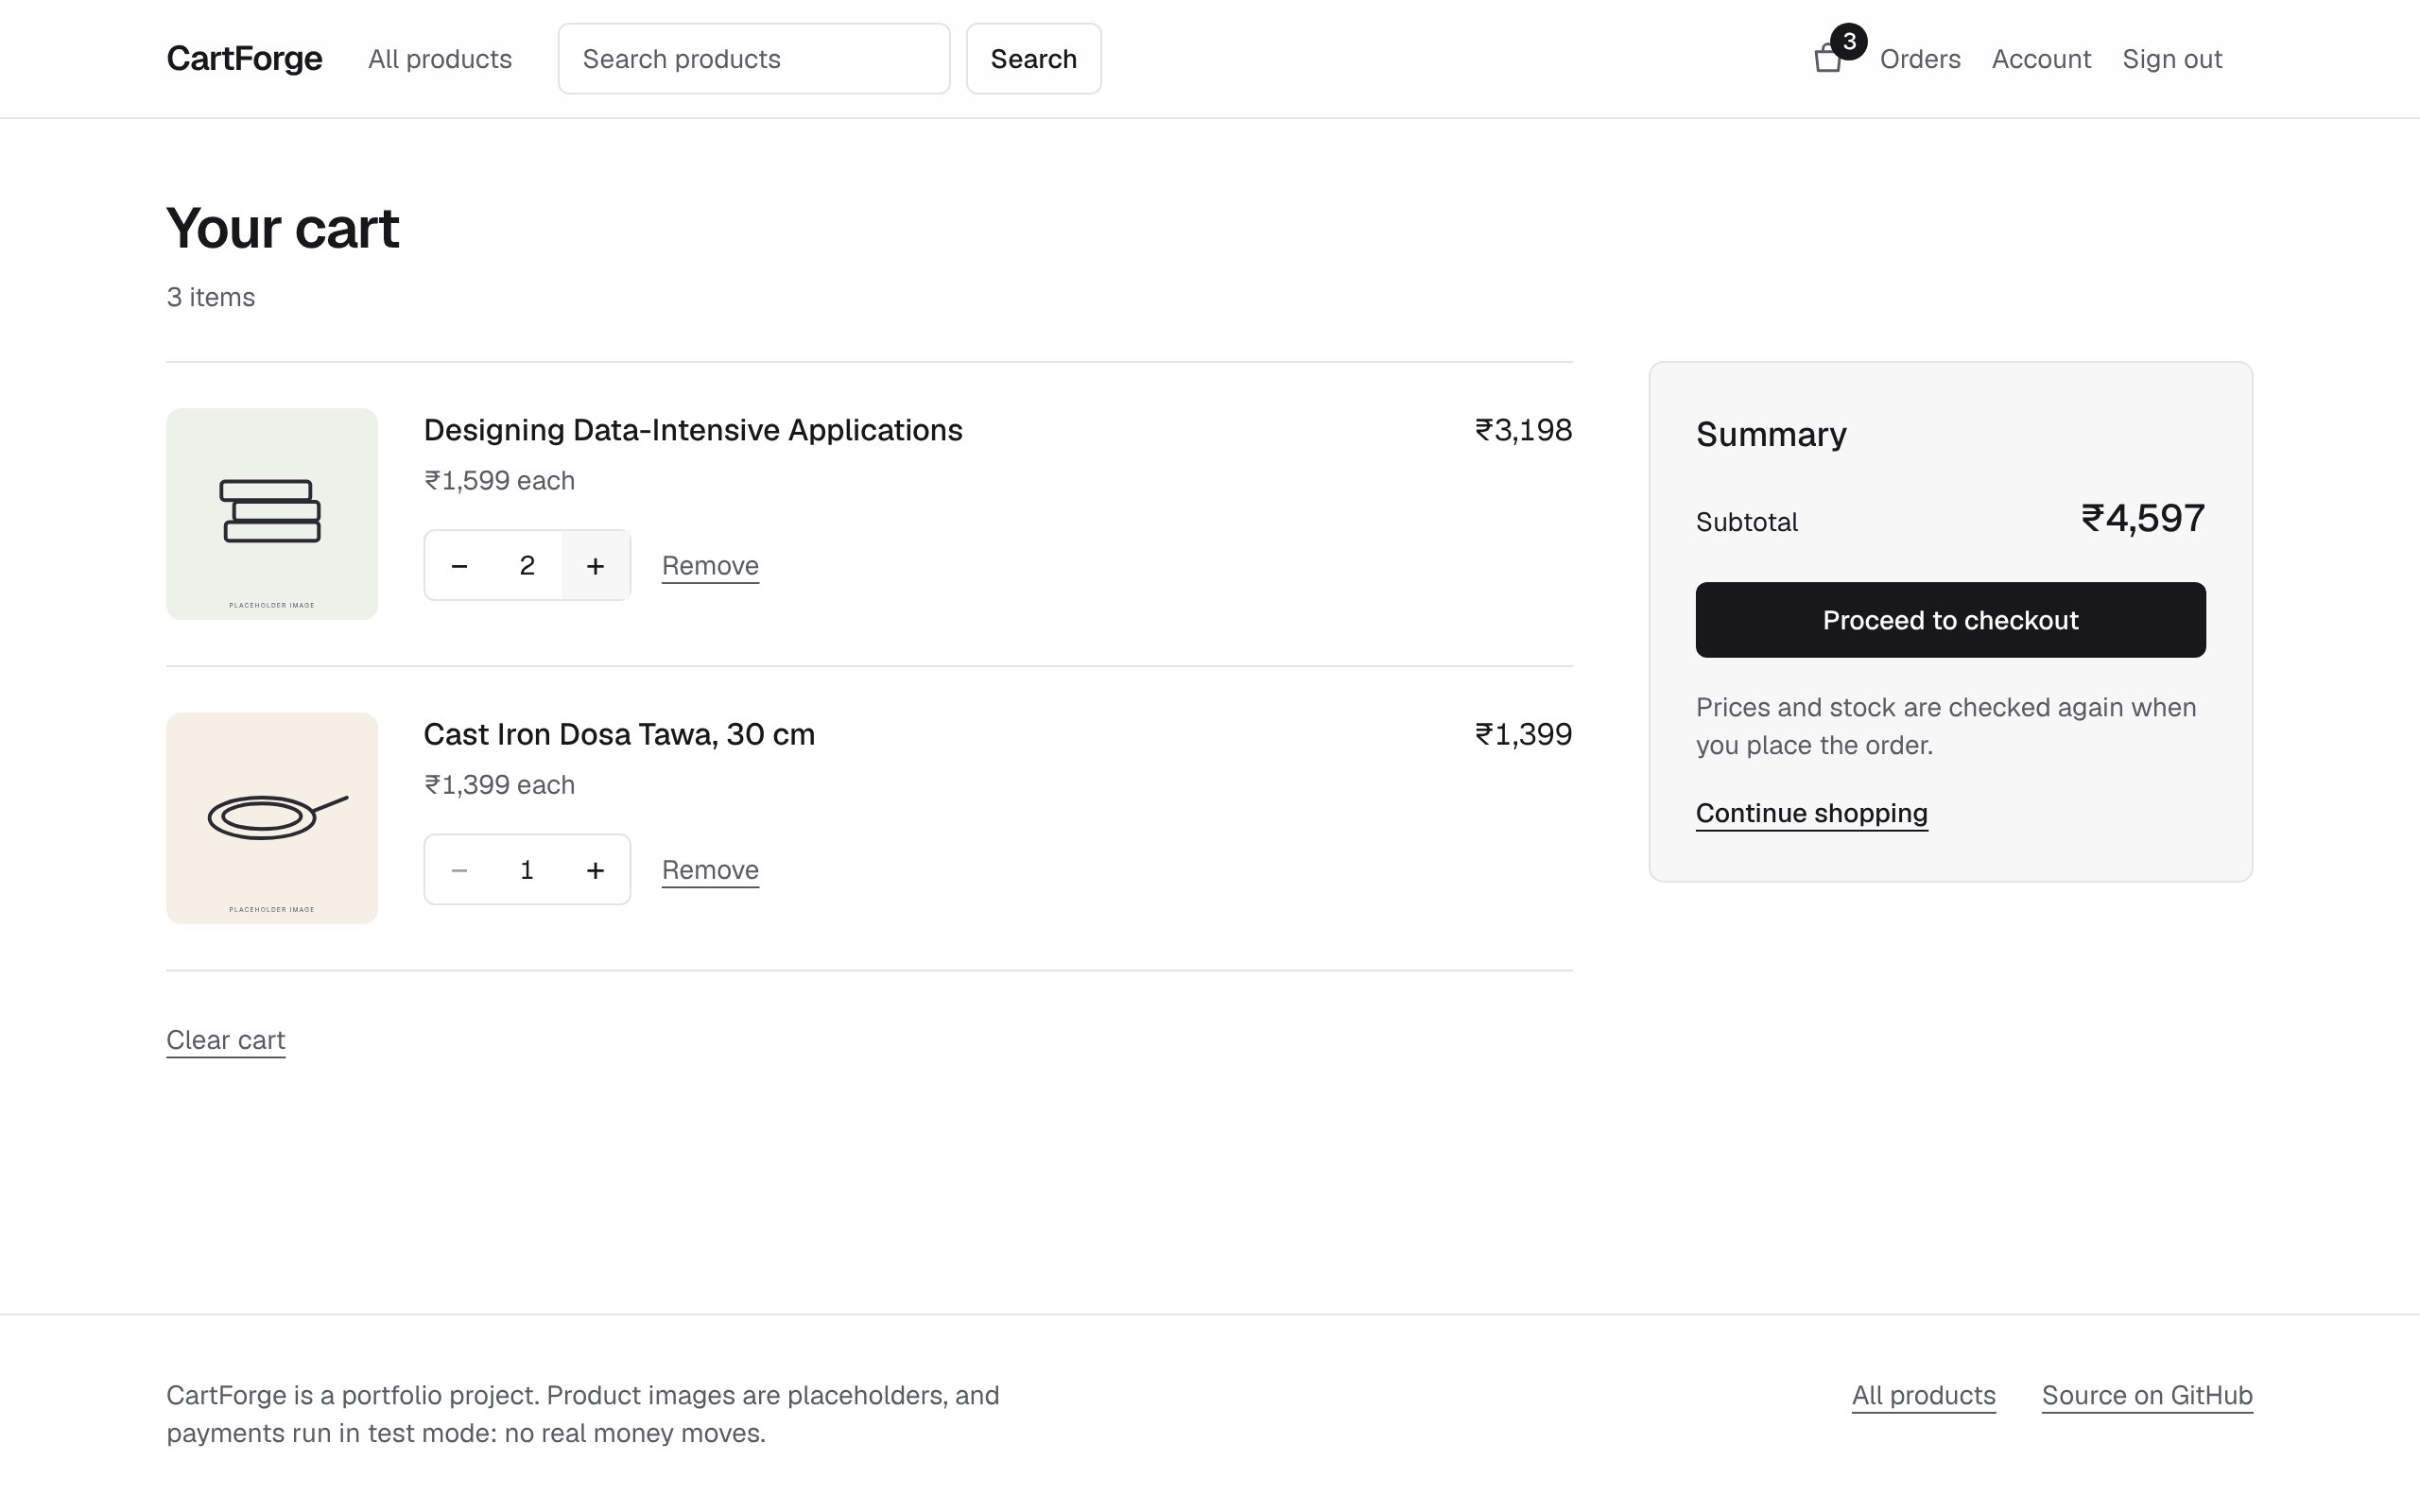 CartForge
All products
Search products
Search
3
Orders
Account
Sign out
Your cart
3 items
Designing Data-Intensive Applications
₹3,198
₹1,599 each
− 2 +
Remove
PLACEHOLDER IMAGE
Cast Iron Dosa Tawa, 30 cm
₹1,399
₹1,399 each
− 1 +
Remove
PLACEHOLDER IMAGE
Clear cart
Summary
Subtotal
₹4,597
Proceed to checkout
Prices and stock are checked again when
you place the order.
Continue shopping
CartForge is a portfolio project. Product images are placeholders, and
payments run in test mode: no real money moves.
All products
Source on GitHub